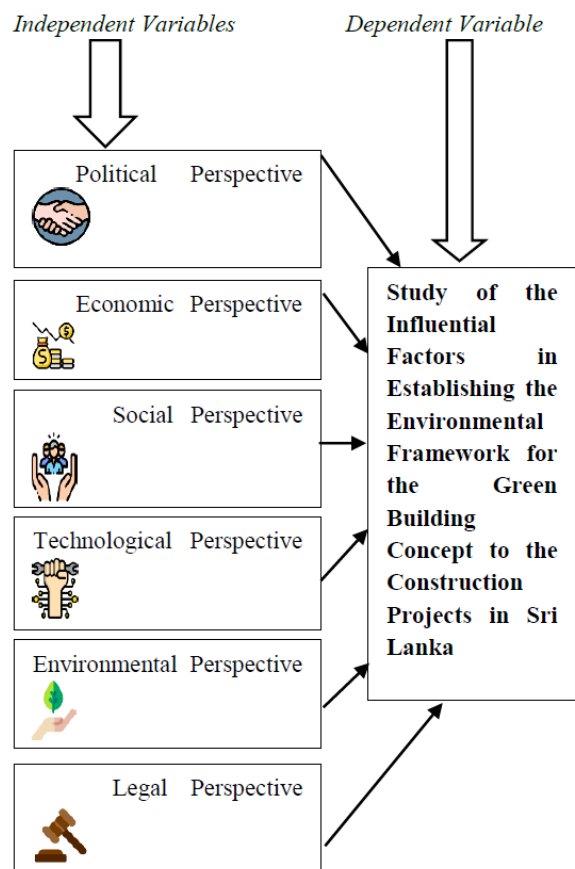 Independent Variables
Dependent Variable
Political Perspective
Economic Perspective
Social Perspective
Technological Perspective
Environmental Perspective
Legal Perspective
Study of the
Influential
Factors in
Establishing the
Environmental
Framework for
the Green
Building
Concept to the
Construction
Projects in Sri
Lanka